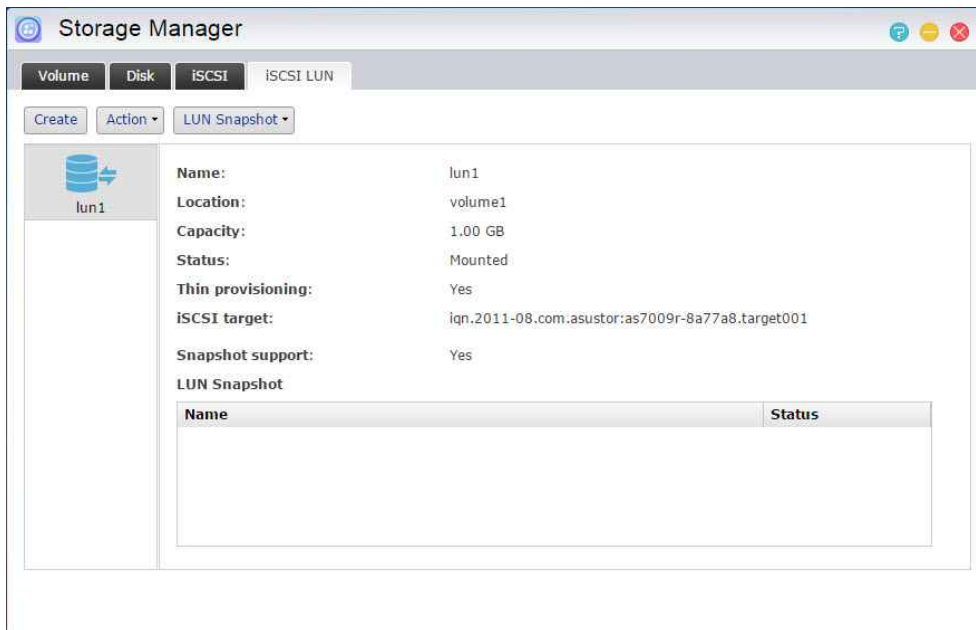 Storage Manager
Volume Disk iSCSI iSCSI LUN
Create Action LUN Snapshot
lun1
Name: lun1
Location: volume1
Capacity: 1.00 GB
Status: Mounted
Thin provisioning: Yes
iSCSI target: iqn.2011-08.com.asustor:as7009r-8a77a8.target001
Snapshot support: Yes
LUN Snapshot
Name Status